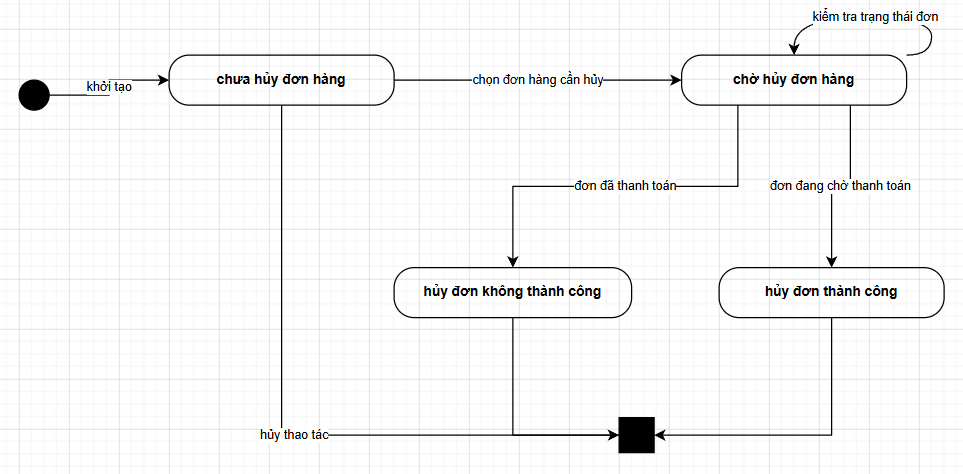 kiểm tra trạng thái đơn
khởi tạo
chưa hủy đơn hàng
chọn đơn hàng cần hủy
chờ hủy đơn hàng
đơn đã thanh toán
đơn đang chờ thanh toán
hủy đơn không thành công
hủy đơn thành công
hủy thao tác